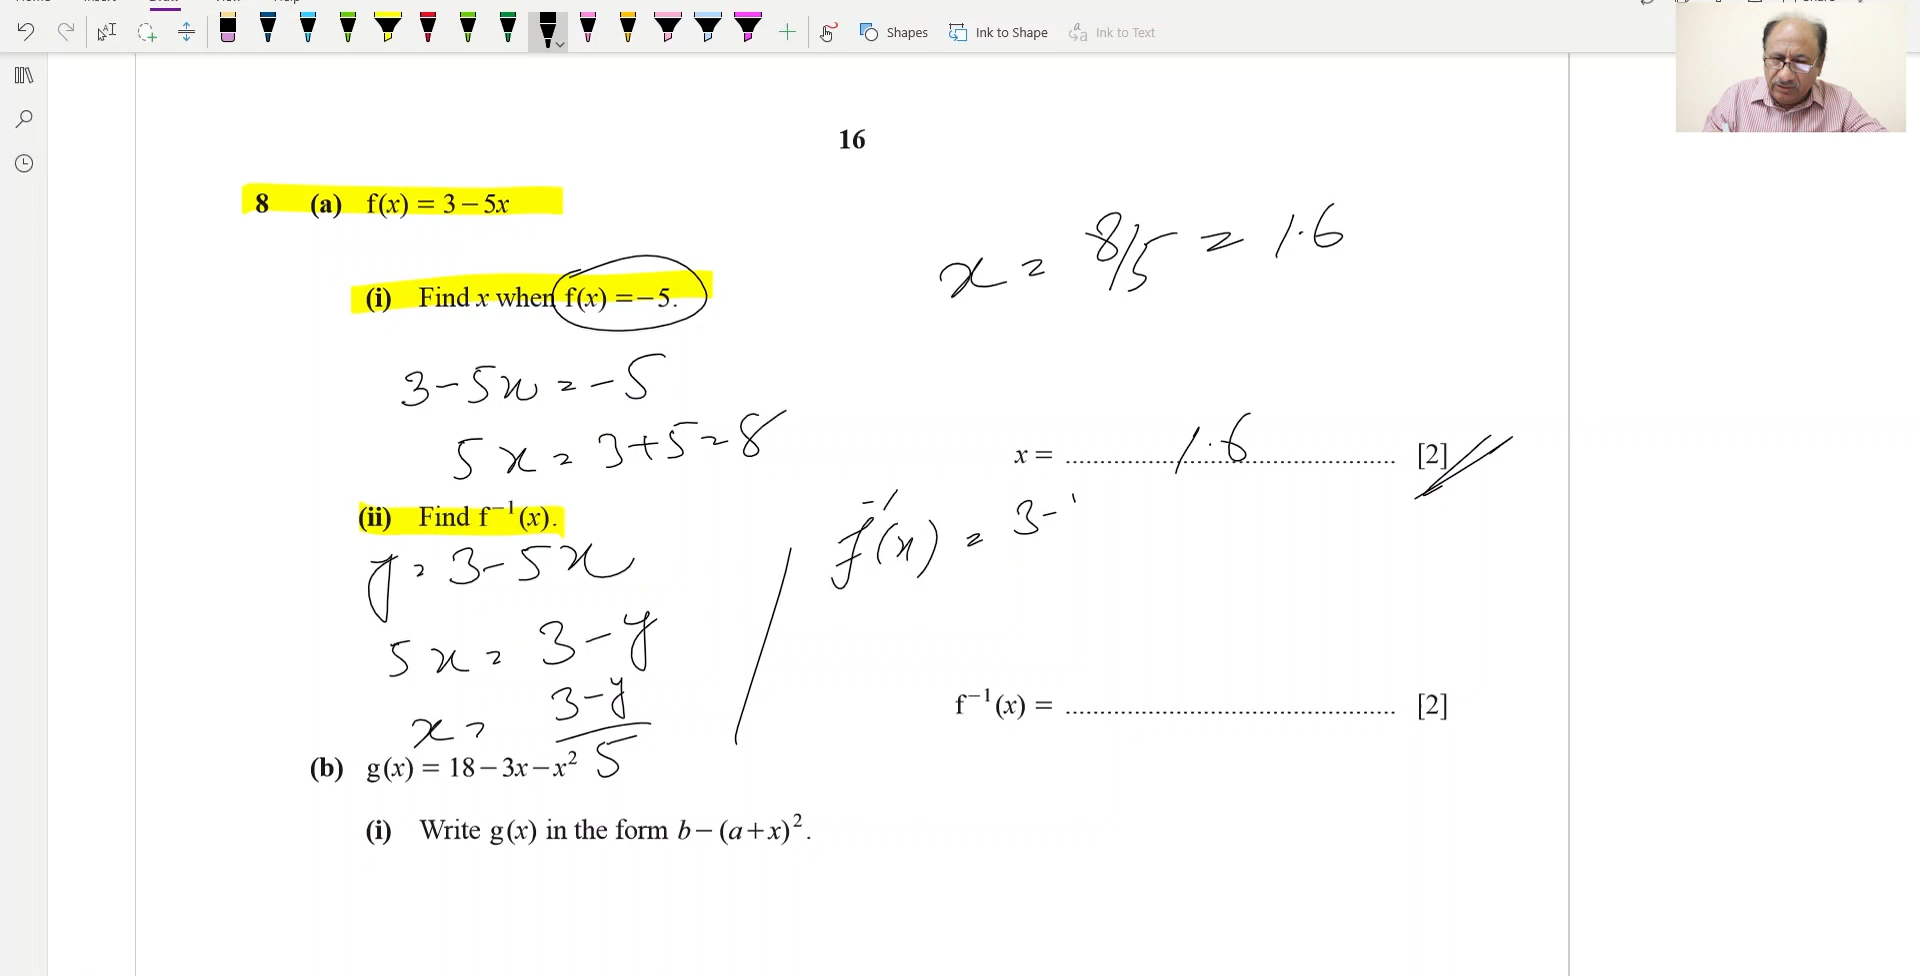 Shapes Ink to Shape Ink to Text
16
8 (a) f(x) = 3 − 5x
x = 8/5 = 1.6
(i) Find x when f(x) = −5.
3 − 5x = −5
5x = 3 + 5 = 8
x = 1.6 [2]
(ii) Find f⁻¹(x).
y = 3 − 5x
f⁻¹(x) = 3 −
5x = 3 − y
x = 3 − y / 5
f⁻¹(x) = ................................................ [2]
(b) g(x) = 18 − 3x − x²
(i) Write g(x) in the form b − (a + x)².